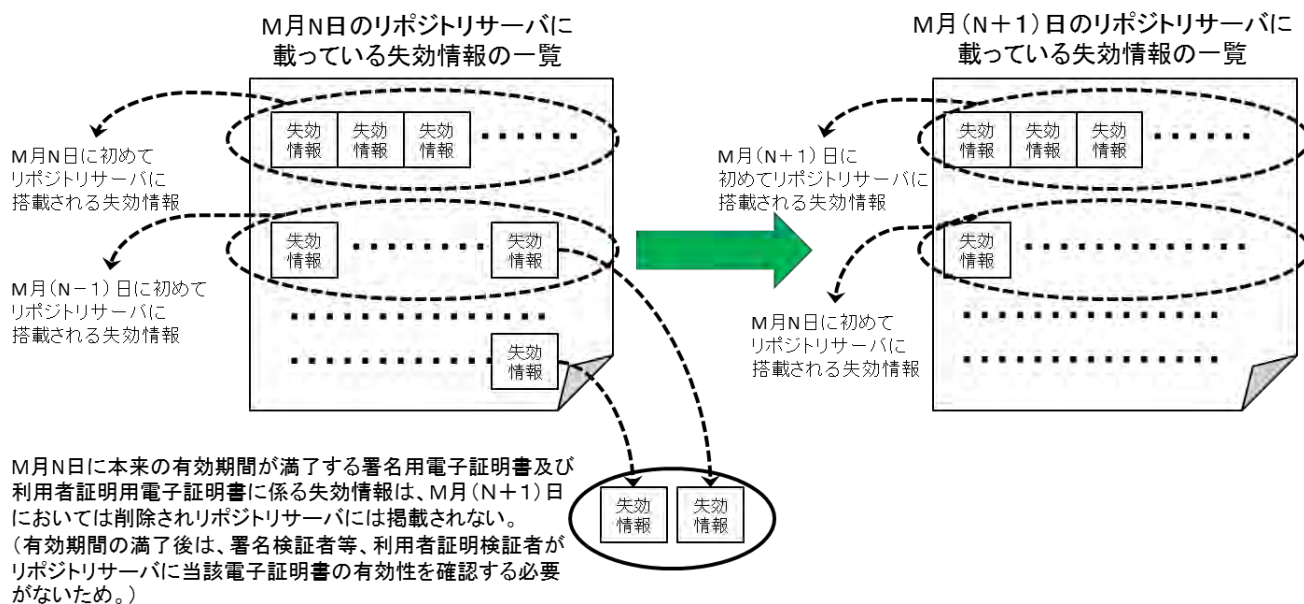 M月N日のリポジトリサーバに
載っている失効情報の一覧
失効
情報
失効
情報
失効
情報
M月N日に初めて
リポジトリサーバに
搭載される失効情報
失効
情報
失効
情報
M月(N－1)日に初めて
リポジトリサーバに
搭載される失効情報
失効
情報
M月(N＋1)日のリポジトリサーバに
載っている失効情報の一覧
失効
情報
失効
情報
失効
情報
M月(N＋1)日に
初めてリポジトリサーバに
搭載される失効情報
失効
情報
M月N日に初めて
リポジトリサーバに
搭載される失効情報
M月N日に本来の有効期間が満了する署名用電子証明書及び
利用者証明用電子証明書に係る失効情報は、M月(N＋1)日
においては削除されリポジトリサーバには掲載されない。
(有効期間の満了後は、署名検証者等、利用者証明検証者が
リポジトリサーバに当該電子証明書の有効性を確認する必要
がないため。)
失効
情報
失効
情報